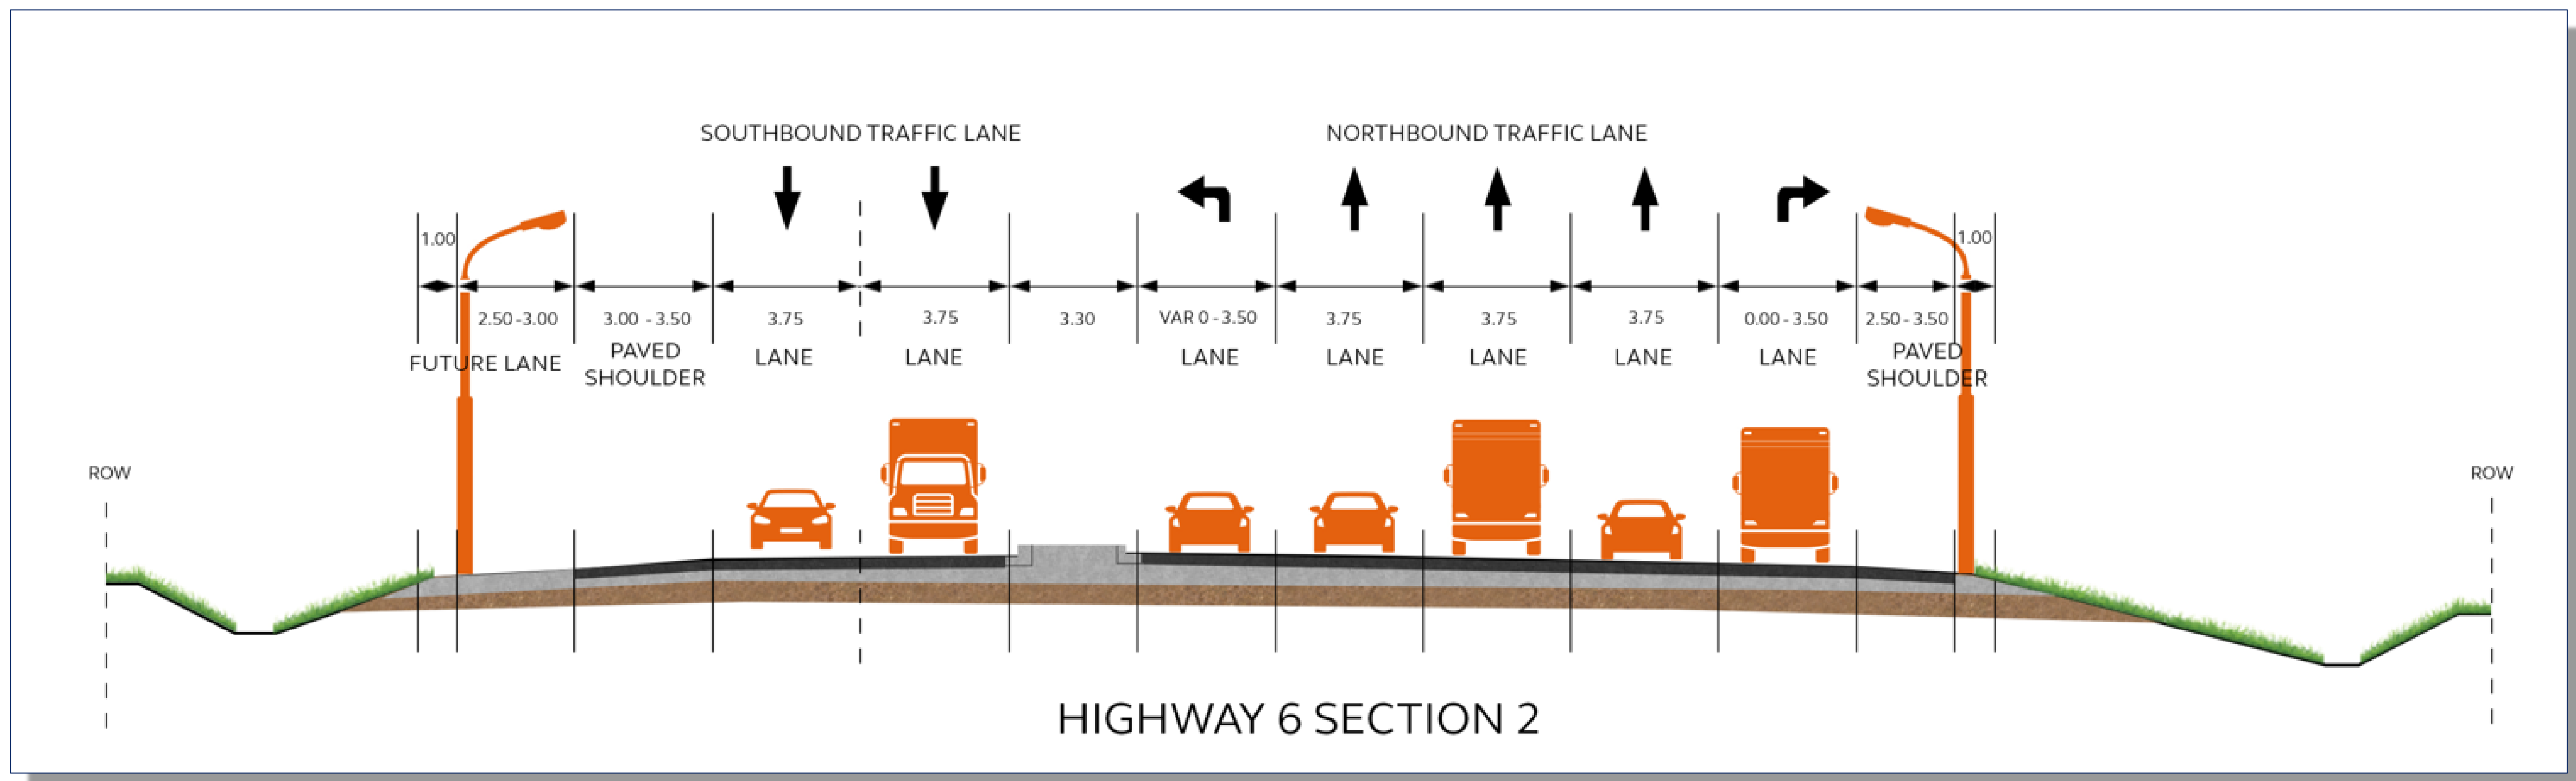 SOUTHBOUND TRAFFIC LANE
NORTHBOUND TRAFFIC LANE
1.00
1.00
2.50 -3.00
3.00 - 3.50
3.75
3.75
3.30
VAR 0 - 3.50
3.75
3.75
3.75
0.00 - 3.50
2.50 - 3.50
FUTURE LANE
PAVED
SHOULDER
LANE
LANE
LANE
LANE
LANE
LANE
LANE
PAVED
SHOULDER
ROW
ROW
HIGHWAY 6 SECTION 2